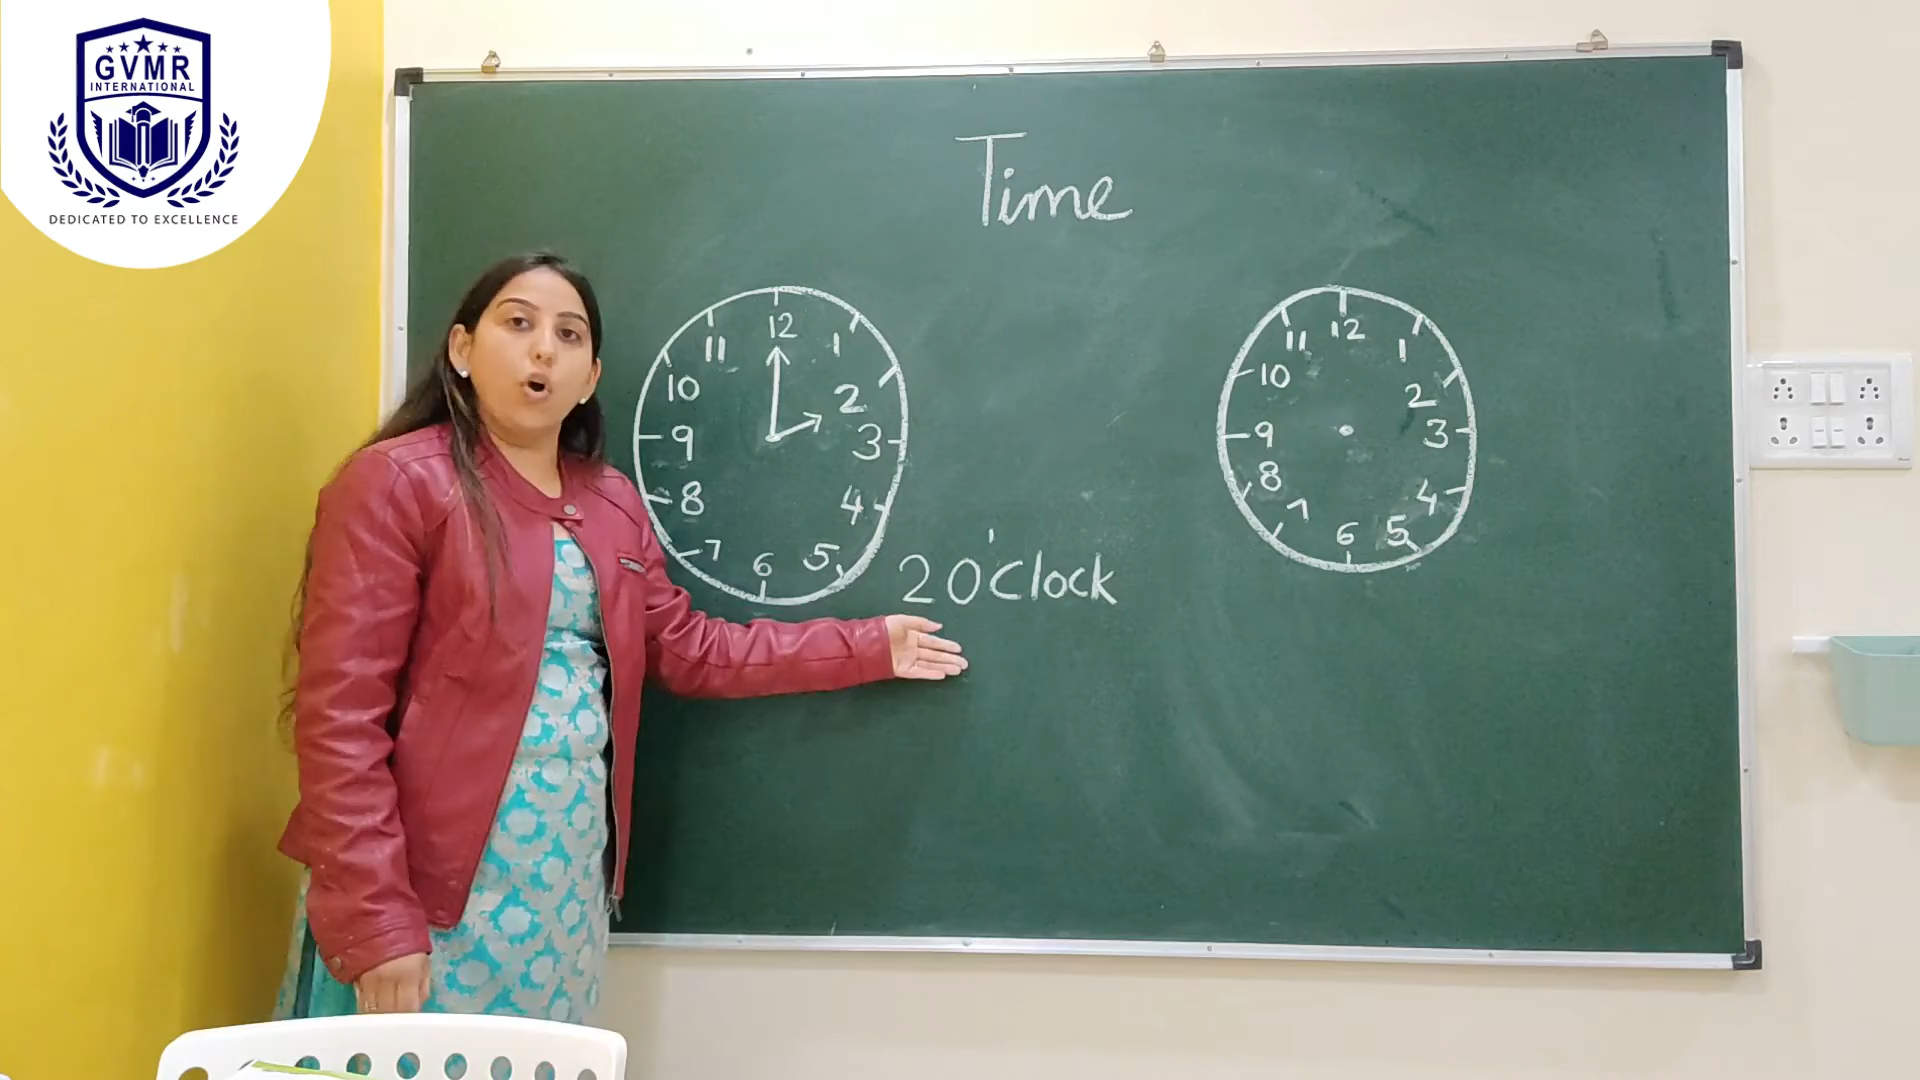 GVMR
INTERNATIONAL
DEDICATED TO EXCELLENCE
Time
12
11 1
10 2
9 3
8 4
7 6 5
2 O'Clock
12
11 1
10 2
9 3
8 4
7 6 5